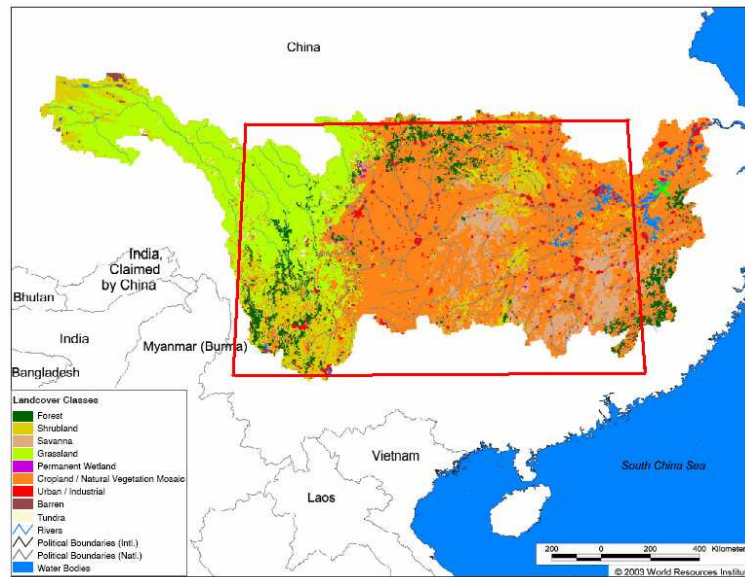 China
India,
Claimed
by China
Bhutan
India
Myanmar (Burma)
Bangladesh
Vietnam
Laos
South China Sea
Landcover Classes
Forest
Shrubland
Savanna
Grassland
Permanent Wetland
Cropland / Natural Vegetation Mosaic
Urban / Industrial
Barren
Tundra
Rivers
Political Boundaries (Intl.)
Political Boundaries (Natl.)
Water Bodies
200 0 200 400 Kilometer
© 2003 World Resources Institut